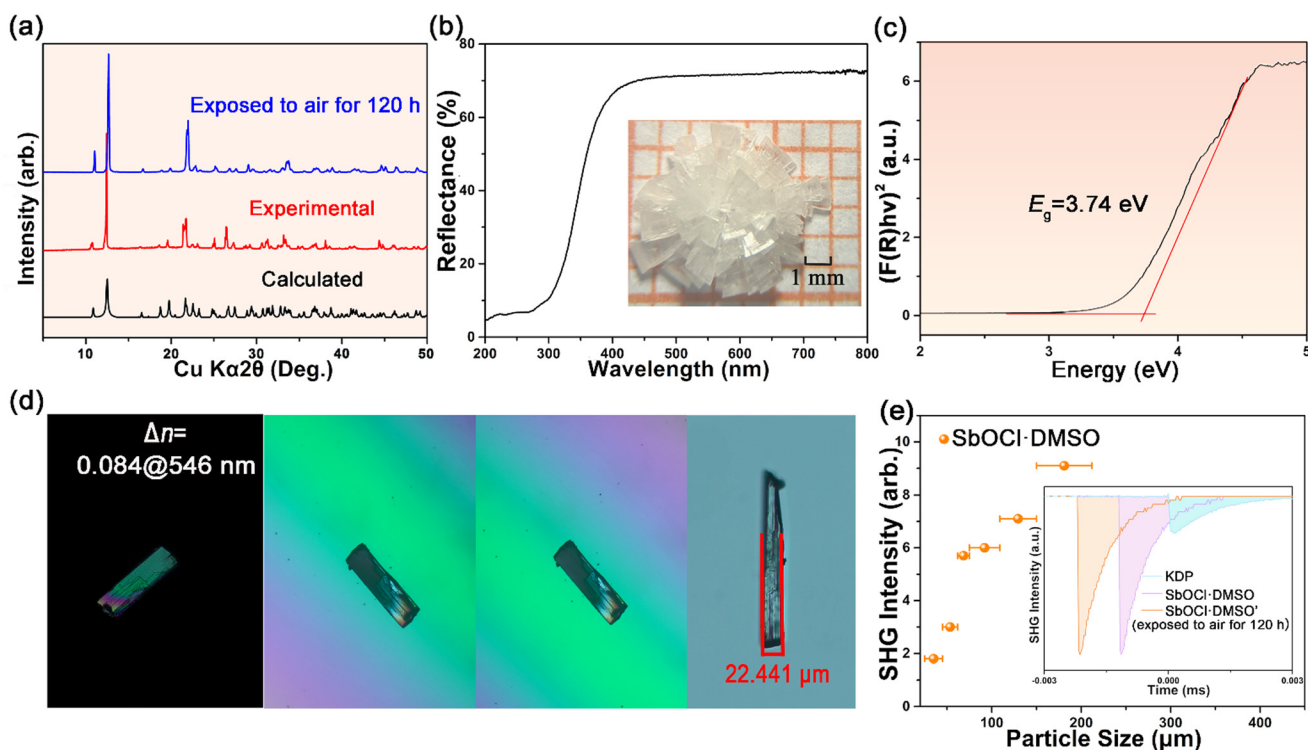 (a)
Intensity (arb.)
Exposed to air for 120 h
Experimental
Calculated
10 20 30 40 50
Cu Kα2θ (Deg.)
(b)
Reflectance (%)
80
60
40
20
0
1 mm
200 300 400 500 600 700 800
Wavelength (nm)
(c)
(F(R)hv)² (a.u.)
6
4
2
0
Eg=3.74 eV
2 3 4 5
Energy (eV)
(d)
Δn=
0.084@546 nm
22.441 μm
(e)
SHG Intensity (arb.)
10
8
6
4
2
0
SbOCl·DMSO
SHG Intensity (a.u.)
KDP
SbOCl·DMSO
SbOCl·DMSO'
(exposed to air for 120 h)
-0.003 0.000 0.003
Time (ms)
100 200 300 400
Particle Size (μm)